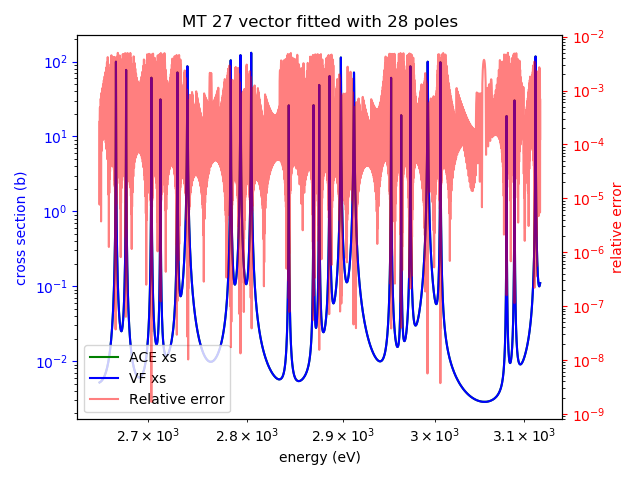 MT 27 vector fitted with 28 poles
cross section (b)
10²
10¹
10⁰
10⁻¹
10⁻²
10⁻²
10⁻³
10⁻⁴
10⁻⁵
10⁻⁶
10⁻⁷
10⁻⁸
10⁻⁹
relative error
ACE xs
VF xs
Relative error
2.7 × 10³ 2.8 × 10³ 2.9 × 10³ 3 × 10³ 3.1 × 10³
energy (eV)